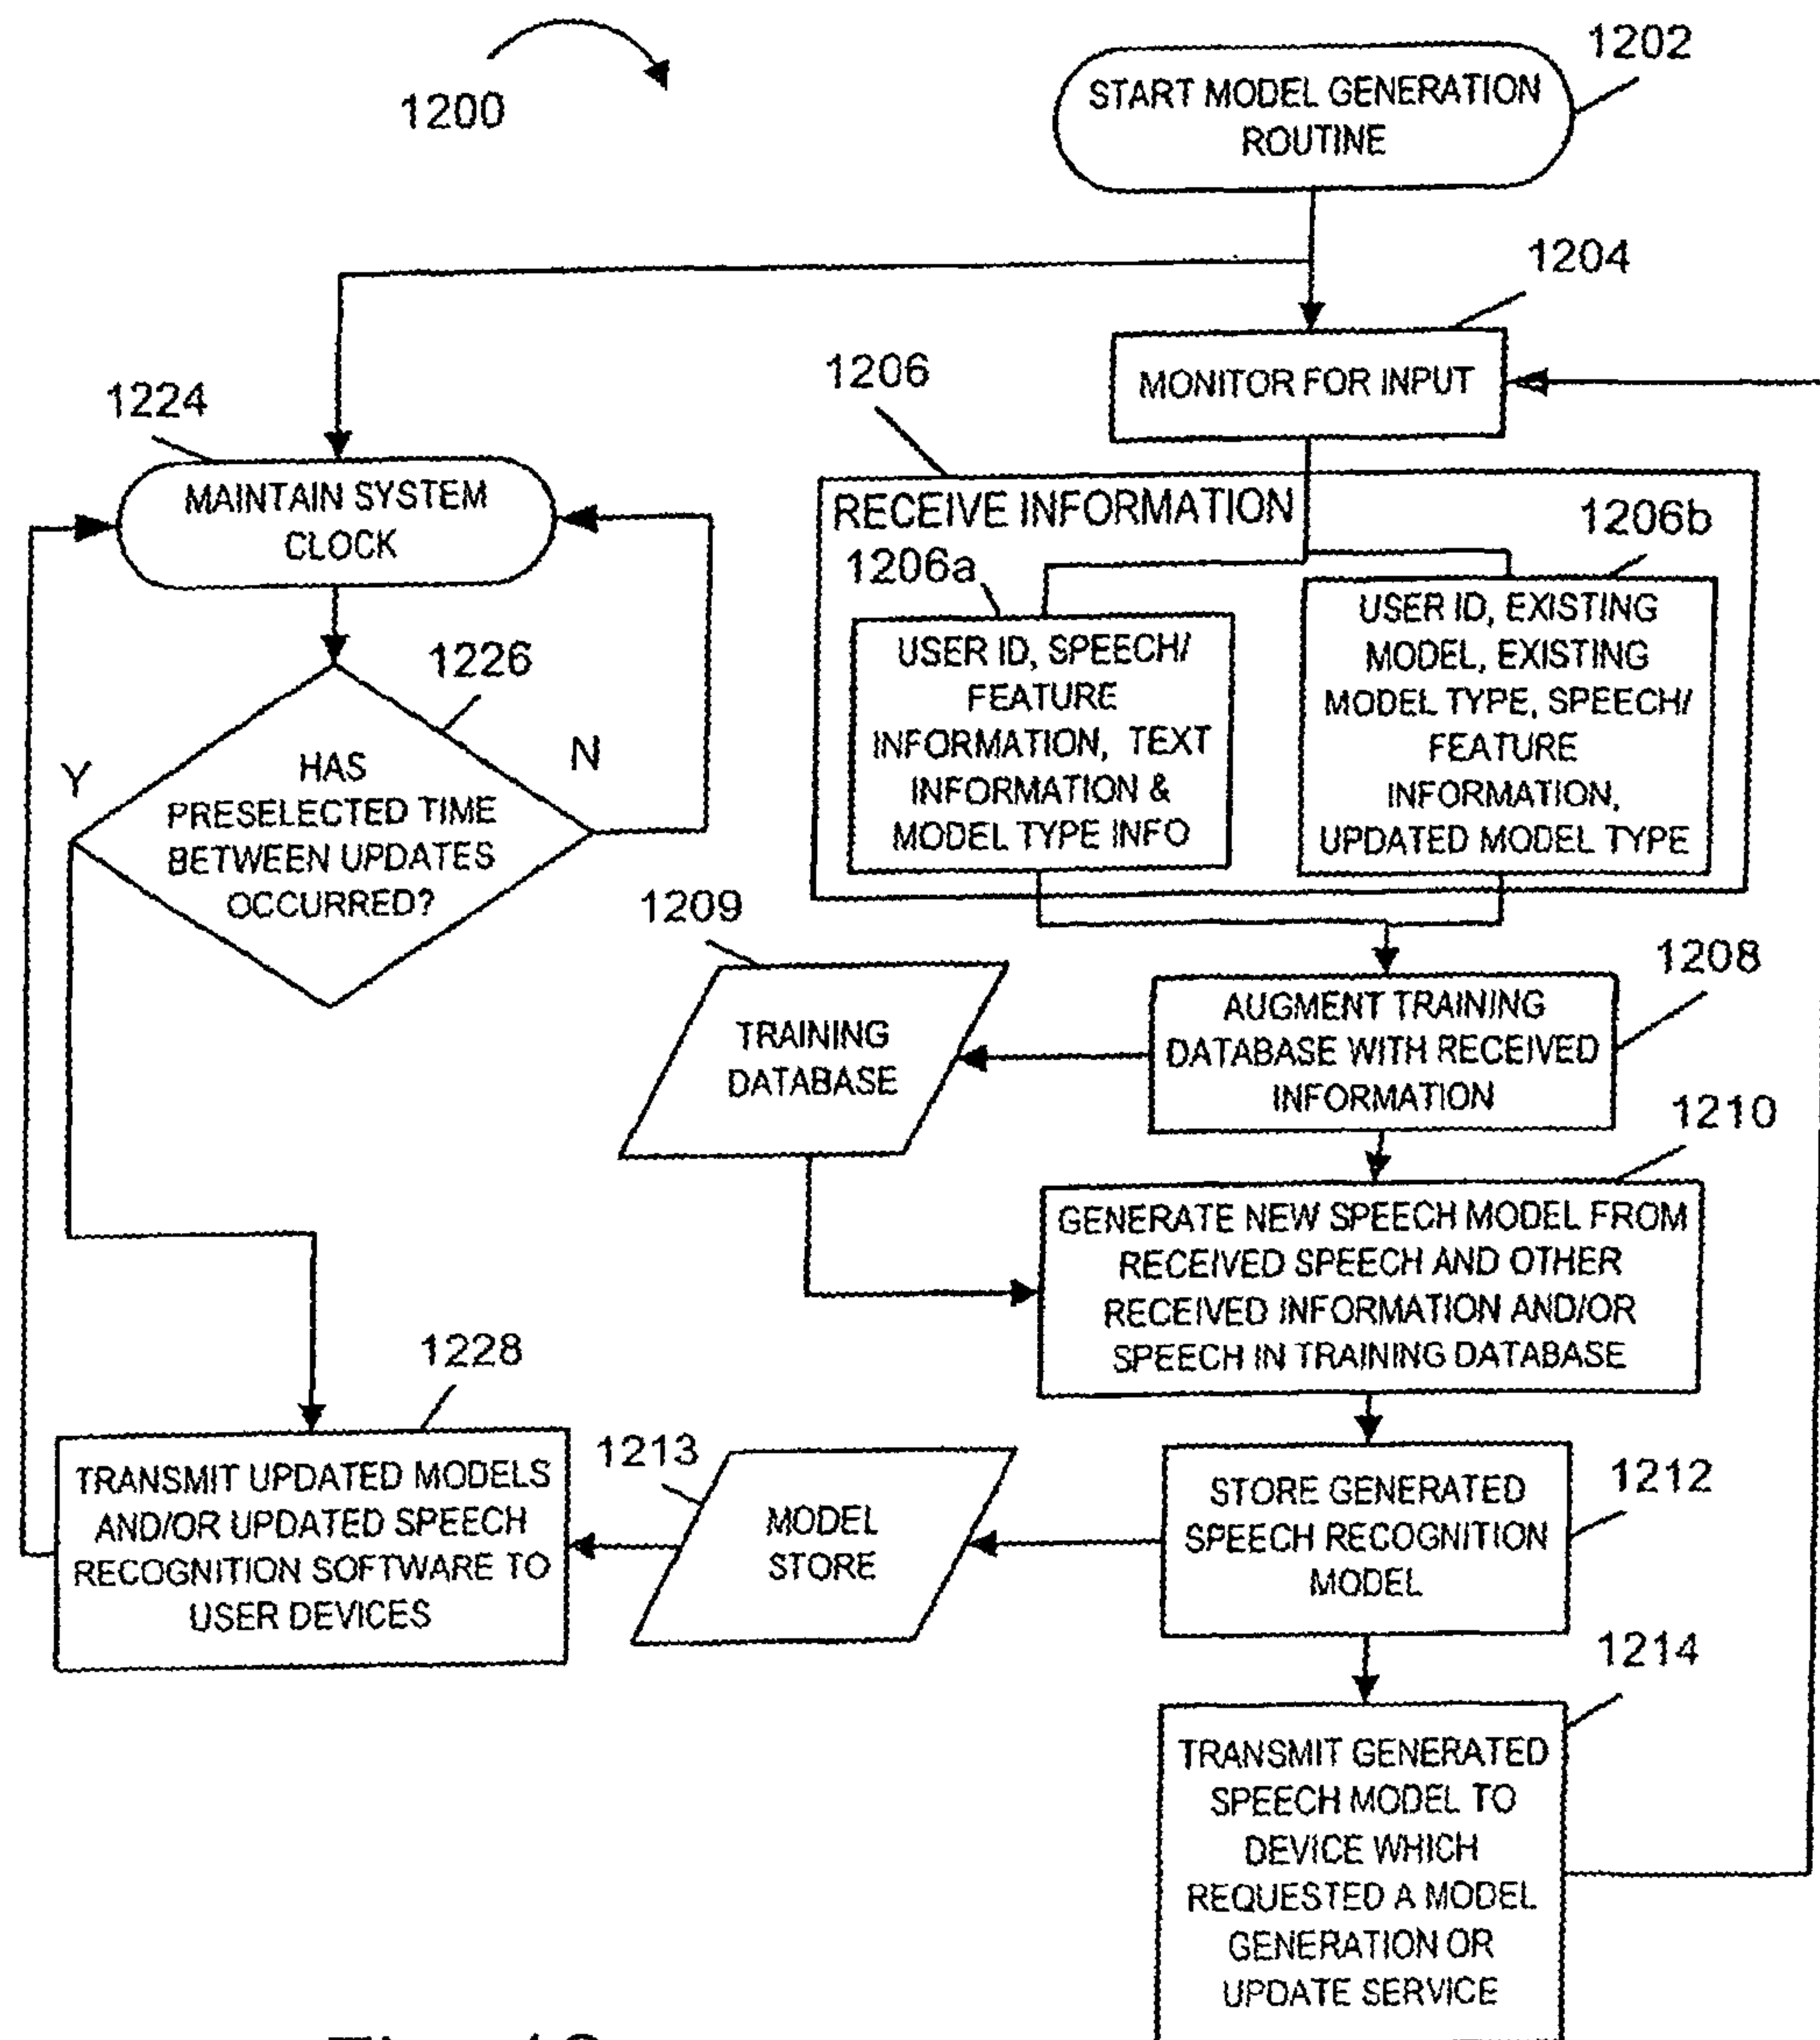 1200
1202
START MODEL GENERATION
ROUTINE
1204
MONITOR FOR INPUT
1206
RECEIVE INFORMATION
1206a
USER ID, SPEECH/
FEATURE
INFORMATION, TEXT
INFORMATION &
MODEL TYPE INFO
1206b
USER ID, EXISTING
MODEL, EXISTING
MODEL TYPE, SPEECH/
FEATURE
INFORMATION,
UPDATED MODEL TYPE
1224
MAINTAIN SYSTEM
CLOCK
1226
Y
N
HAS
PRESELECTED TIME
BETWEEN UPDATES
OCCURRED?
1209
TRAINING
DATABASE
1208
AUGMENT TRAINING
DATABASE WITH RECEIVED
INFORMATION
1210
GENERATE NEW SPEECH MODEL FROM
RECEIVED SPEECH AND OTHER
RECEIVED INFORMATION AND/OR
SPEECH IN TRAINING DATABASE
1228
TRANSMIT UPDATED MODELS
AND/OR UPDATED SPEECH
RECOGNITION SOFTWARE TO
USER DEVICES
1213
MODEL
STORE
1212
STORE GENERATED
SPEECH RECOGNITION
MODEL
1214
TRANSMIT GENERATED
SPEECH MODEL TO
DEVICE WHICH
REQUESTED A MODEL
GENERATION OR
UPDATE SERVICE